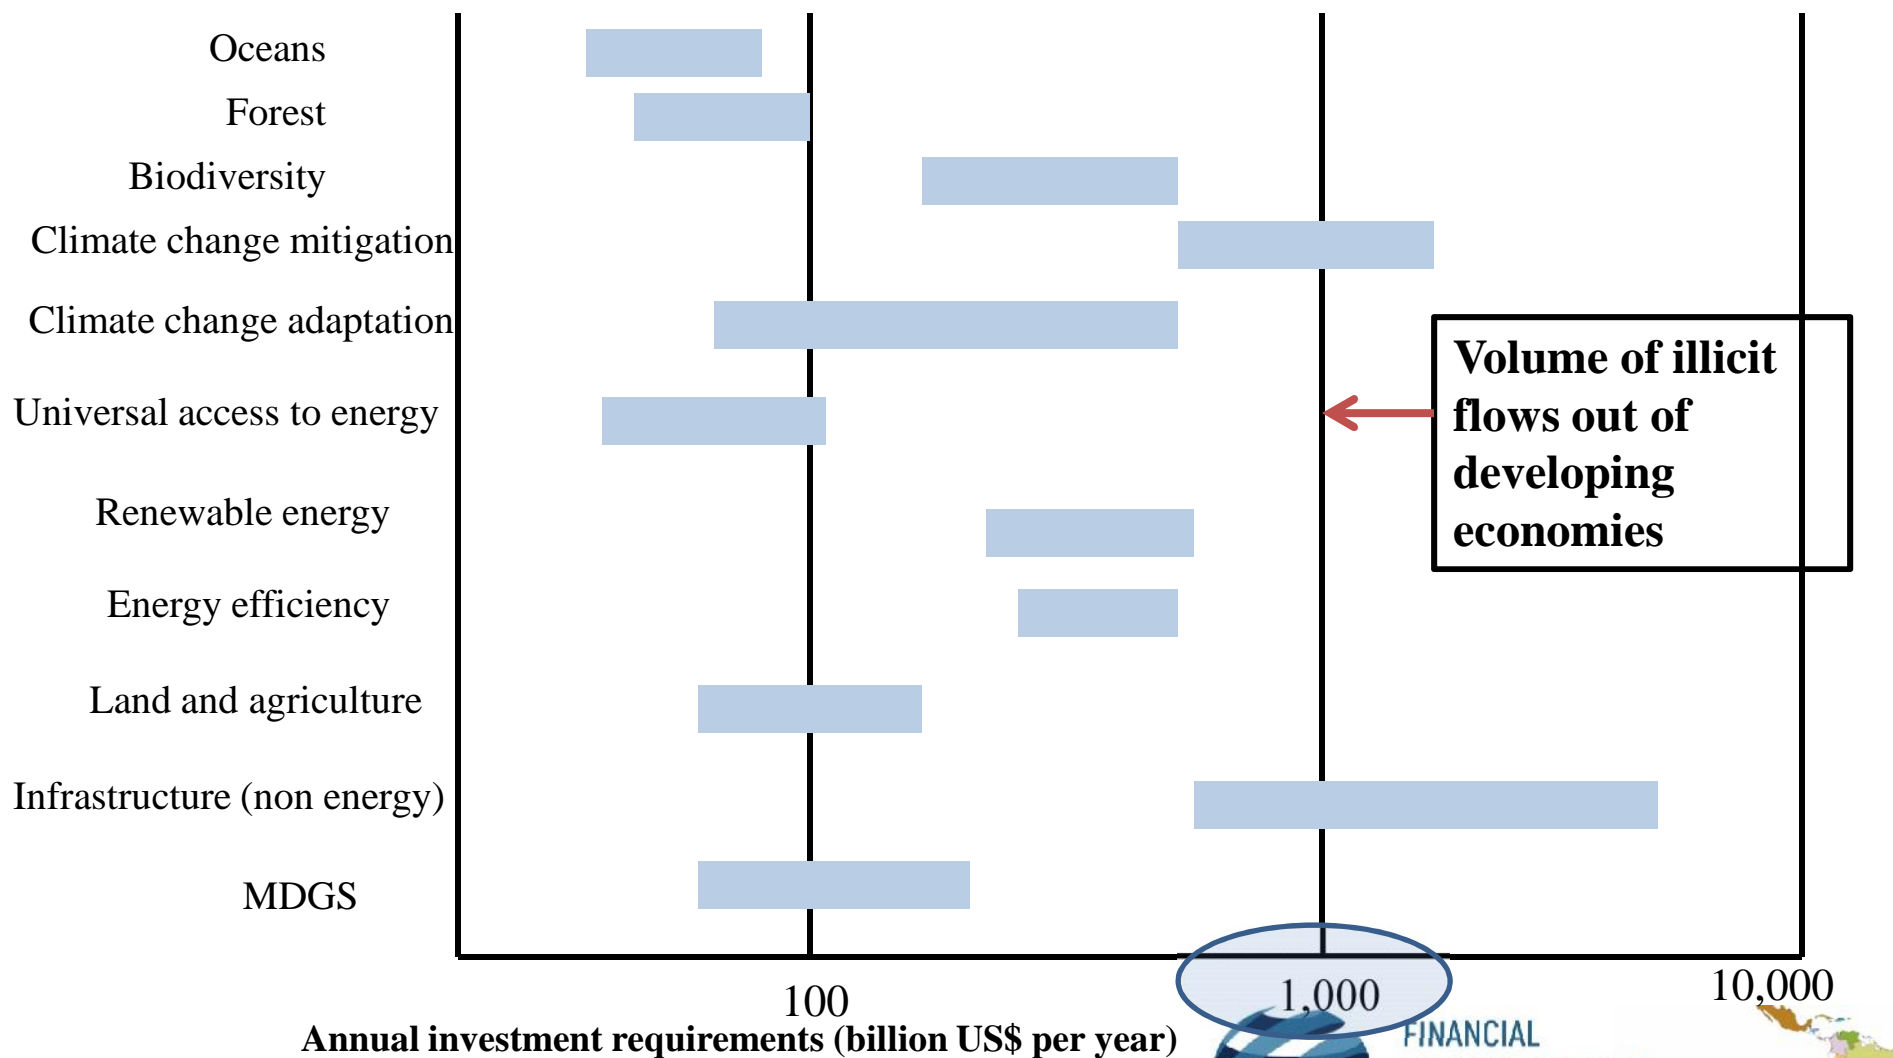 Oceans
Forest
Biodiversity
Climate change mitigation
Climate change adaptation
Universal access to energy
Renewable energy
Energy efficiency
Land and agriculture
Infrastructure (non energy)
MDGS
Volume of illicit
flows out of
developing
economies
100
1,000
10,000
Annual investment requirements (billion US$ per year)
FINANCIAL